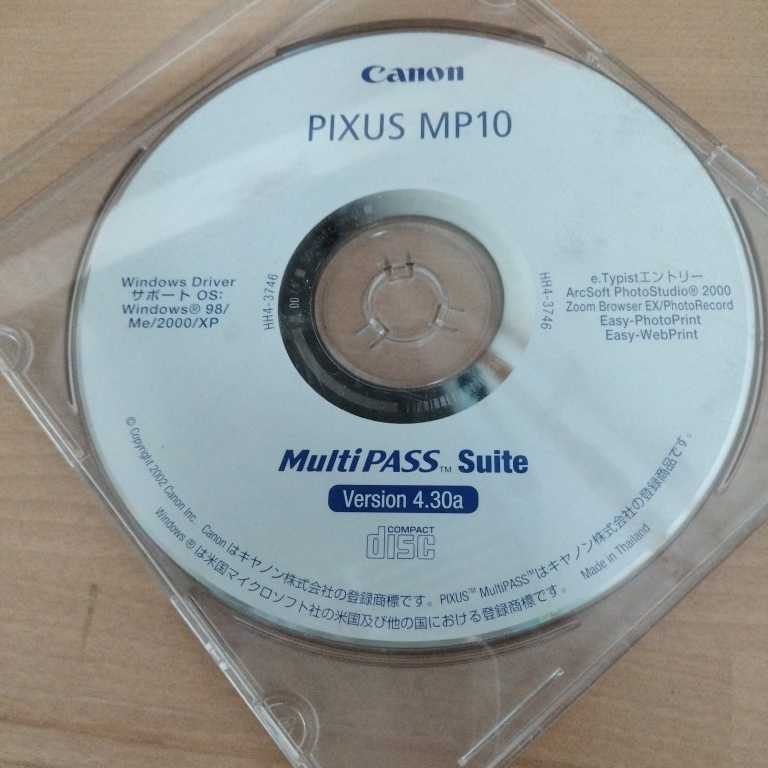 Canon
PIXUS MP10
Windows Driver
サポート OS:
Windows® 98/
Me/2000/XP
HH4-3746
HH4-3746
e.Typistエントリー
ArcSoft PhotoStudio® 2000
Zoom Browser EX/PhotoRecord
Easy-PhotoPrint
Easy-WebPrint
MultiPASS™ Suite
Version 4.30a
COMPACT
disc
© Copyright 2002 Canon Inc. Canon はキヤノン株式会社の登録商標です。PIXUS™ MultiPASS™はキヤノン株式会社の登録商品です。
Windows ® は米国マイクロソフト社の米国及び他の国における登録商標です。 Made in Thailand